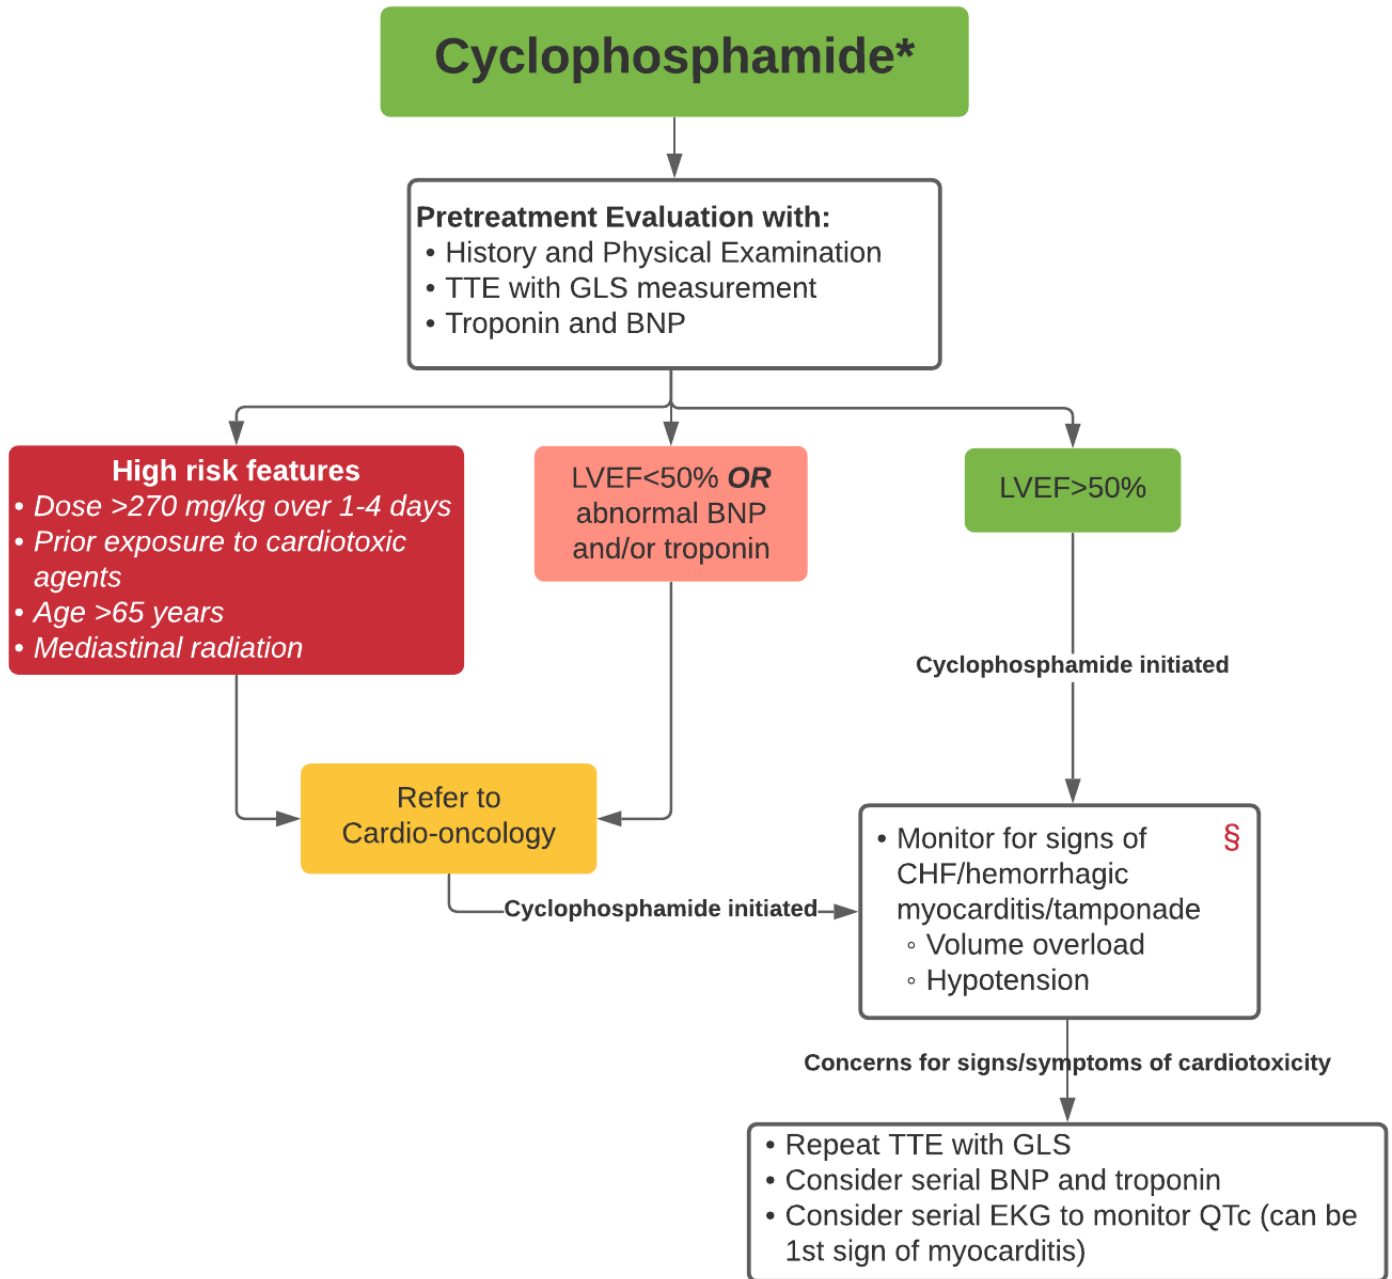 Cyclophosphamide*
Pretreatment Evaluation with:
• History and Physical Examination
• TTE with GLS measurement
• Troponin and BNP
High risk features
• Dose >270 mg/kg over 1-4 days
• Prior exposure to cardiotoxic
agents
• Age >65 years
• Mediastinal radiation
LVEF<50% OR
abnormal BNP
and/or troponin
LVEF>50%
Cyclophosphamide initiated
Refer to
Cardio-oncology
Cyclophosphamide initiated
• Monitor for signs of §
CHF/hemorrhagic
myocarditis/tamponade
◦ Volume overload
◦ Hypotension
Concerns for signs/symptoms of cardiotoxicity
• Repeat TTE with GLS
• Consider serial BNP and troponin
• Consider serial EKG to monitor QTc (can be
1st sign of myocarditis)